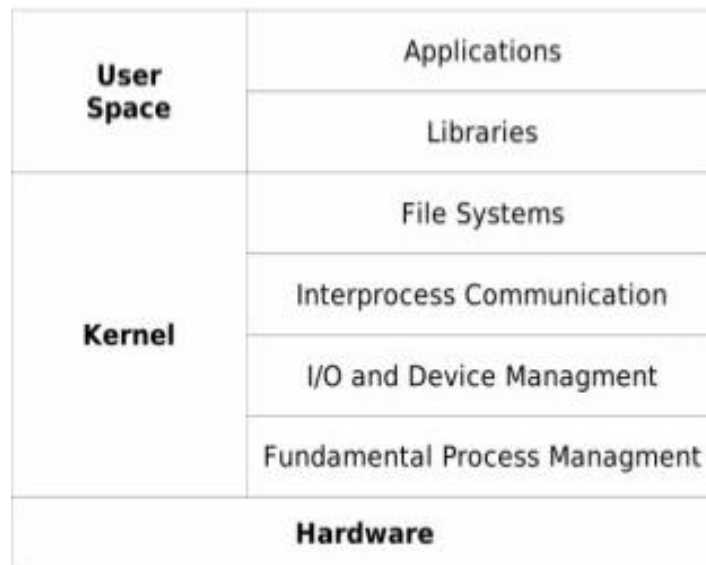 User
Space
Applications
Libraries
Kernel
File Systems
Interprocess Communication
I/O and Device Managment
Fundamental Process Managment
Hardware